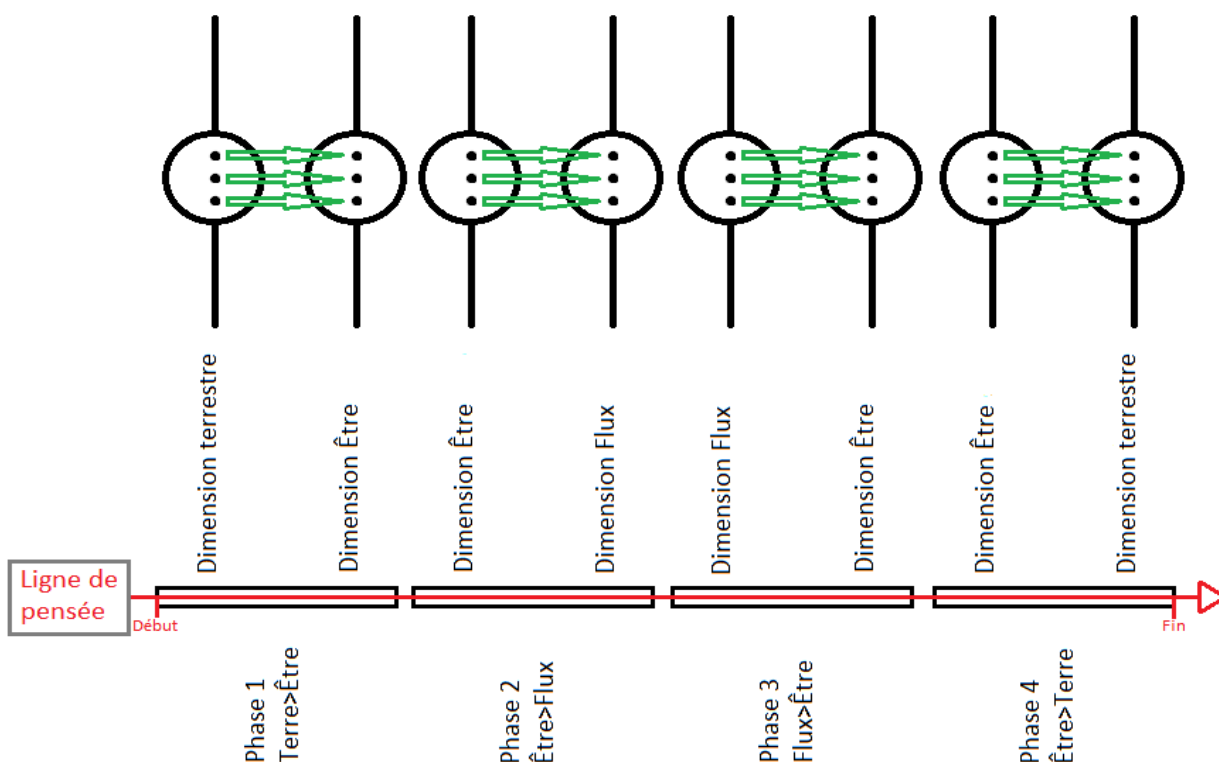 Dimension terrestre
Dimension Être
Dimension Être
Dimension Flux
Dimension Flux
Dimension Être
Dimension Être
Dimension terrestre
Ligne de
pensée
Début
Fin
Phase 1
Terre>Être
Phase 2
Être>Flux
Phase 3
Flux>Être
Phase 4
Être>Terre